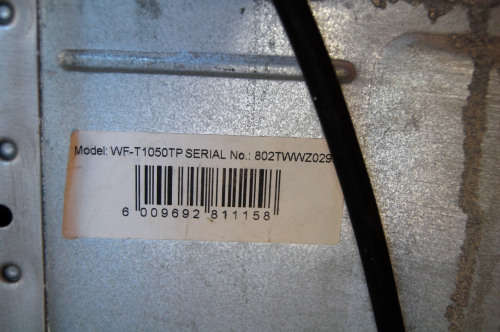 Model: WF-T1050TP SERIAL No.: 802TWWZ029
6 009692 811158